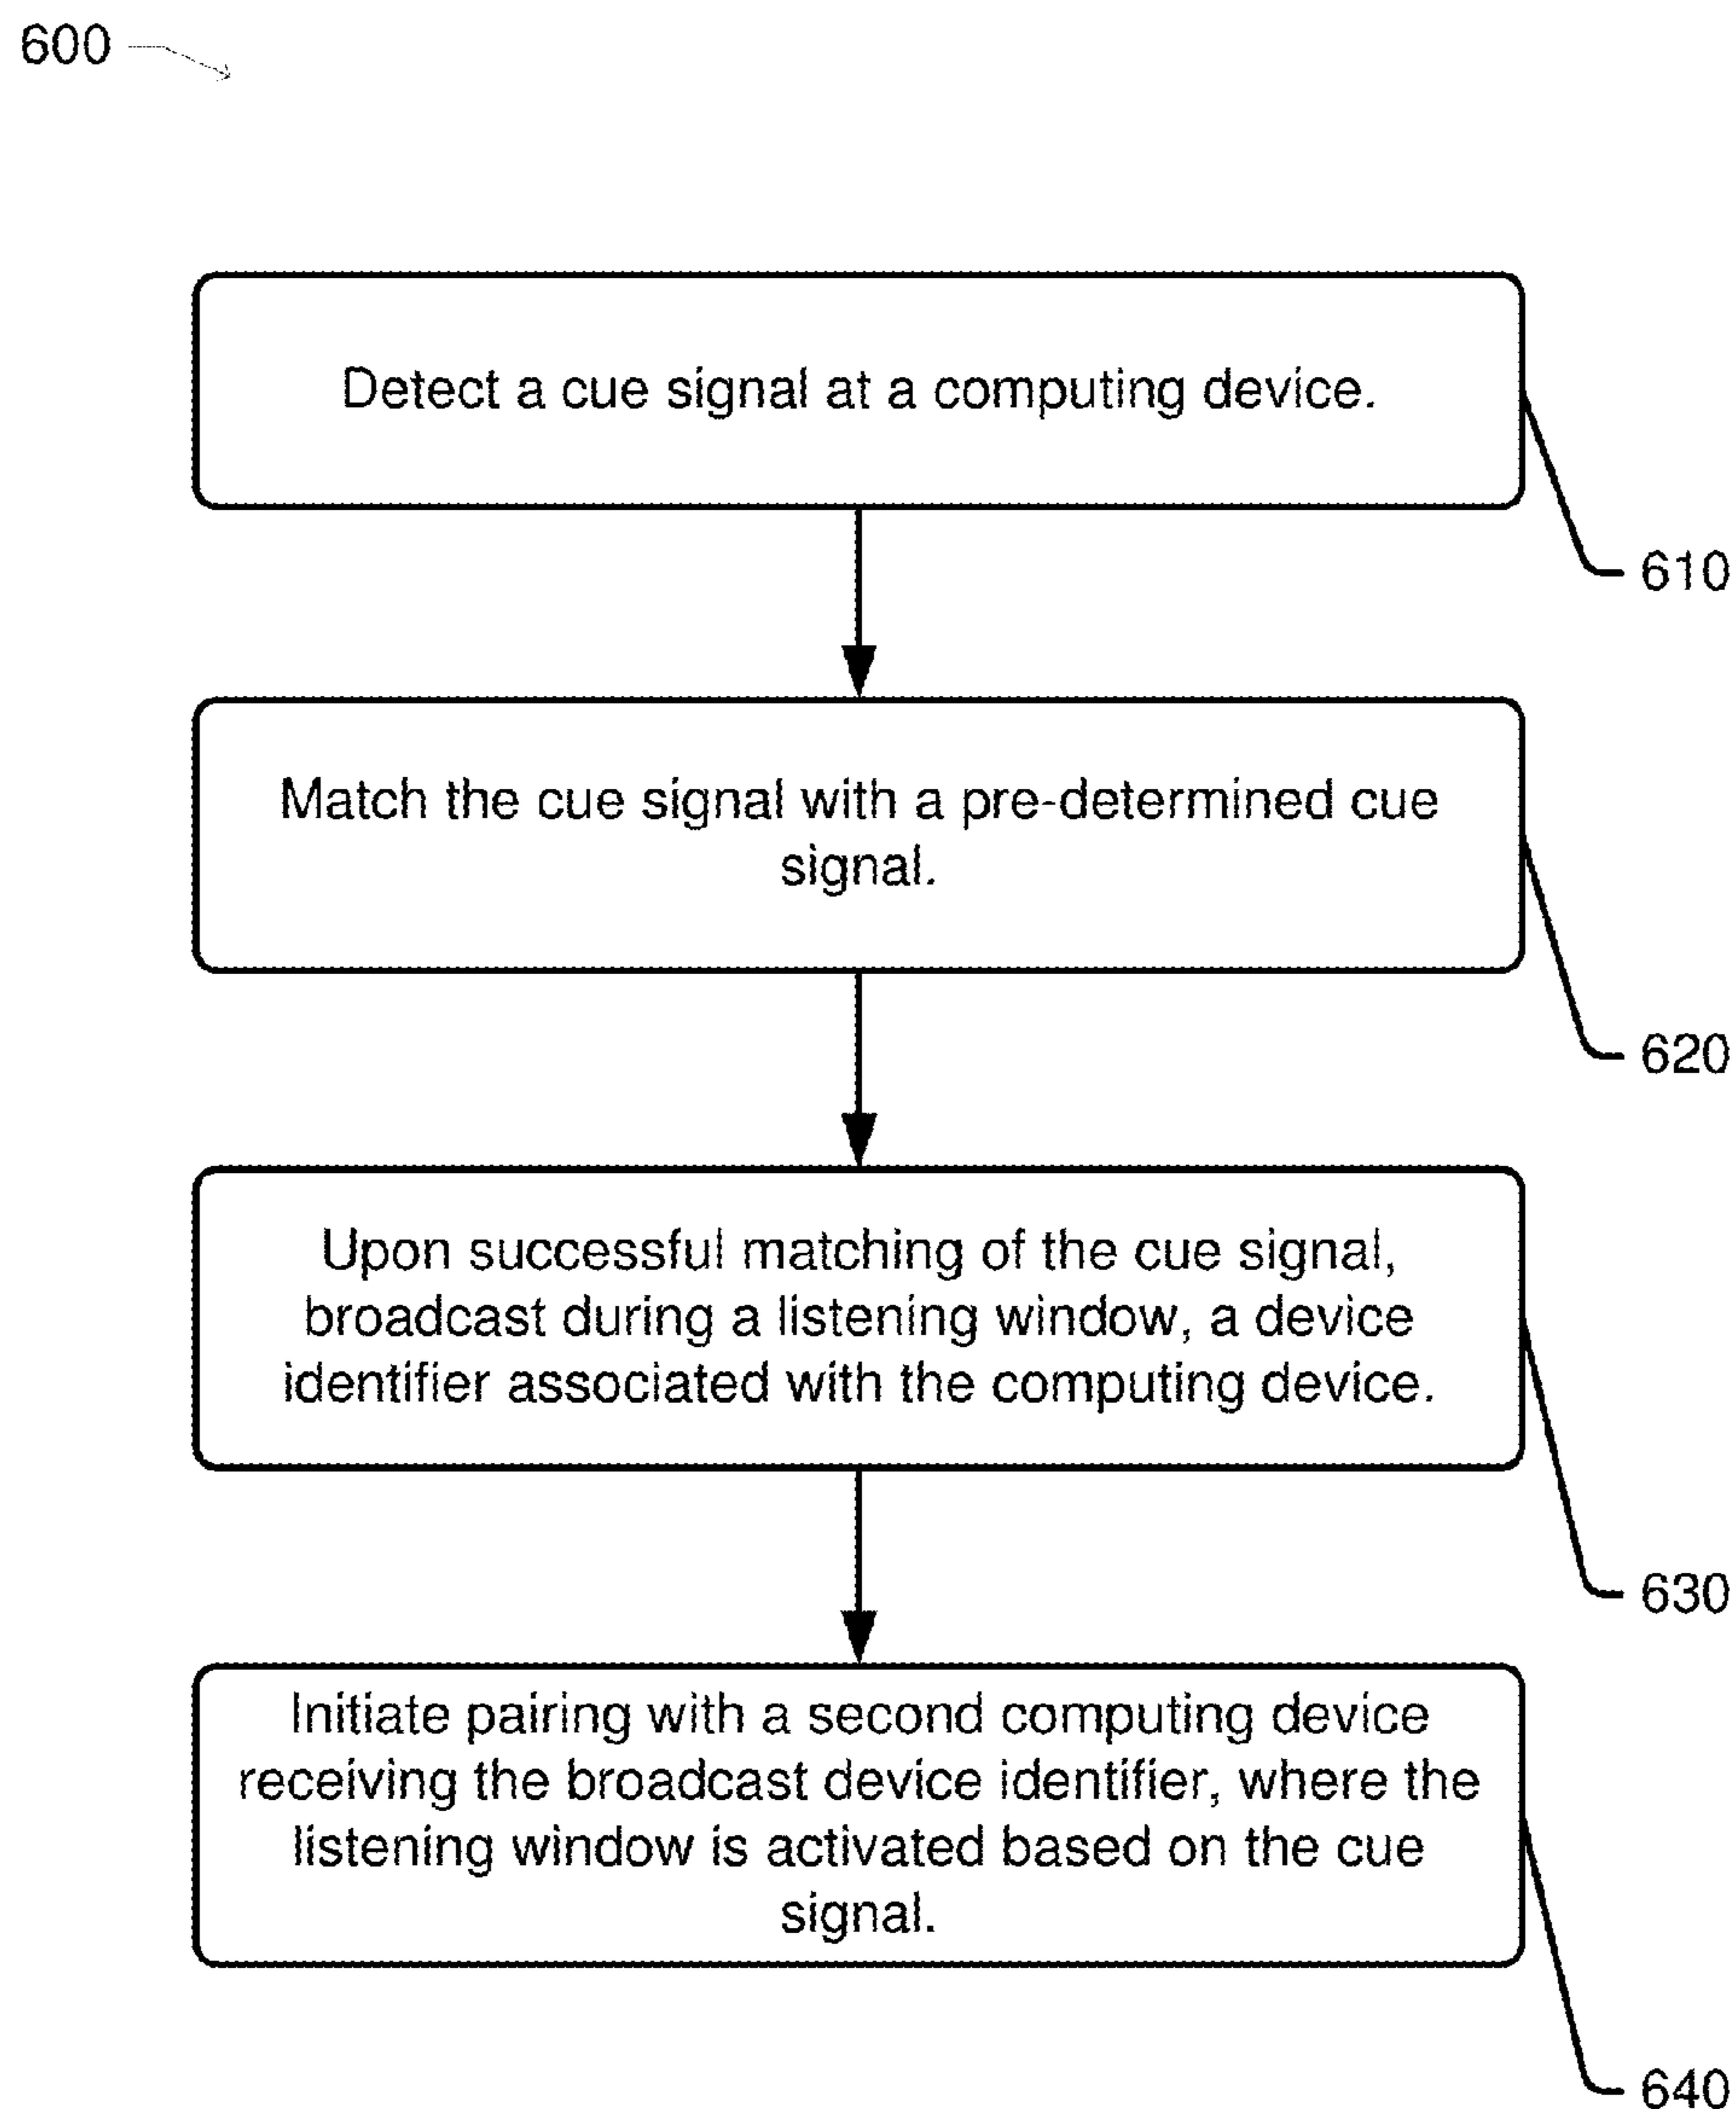 600
Detect a cue signal at a computing device.
610
Match the cue signal with a pre-determined cue
signal.
620
Upon successful matching of the cue signal,
broadcast during a listening window, a device
identifier associated with the computing device.
630
Initiate pairing with a second computing device
receiving the broadcast device identifier, where the
listening window is activated based on the cue
signal.
640